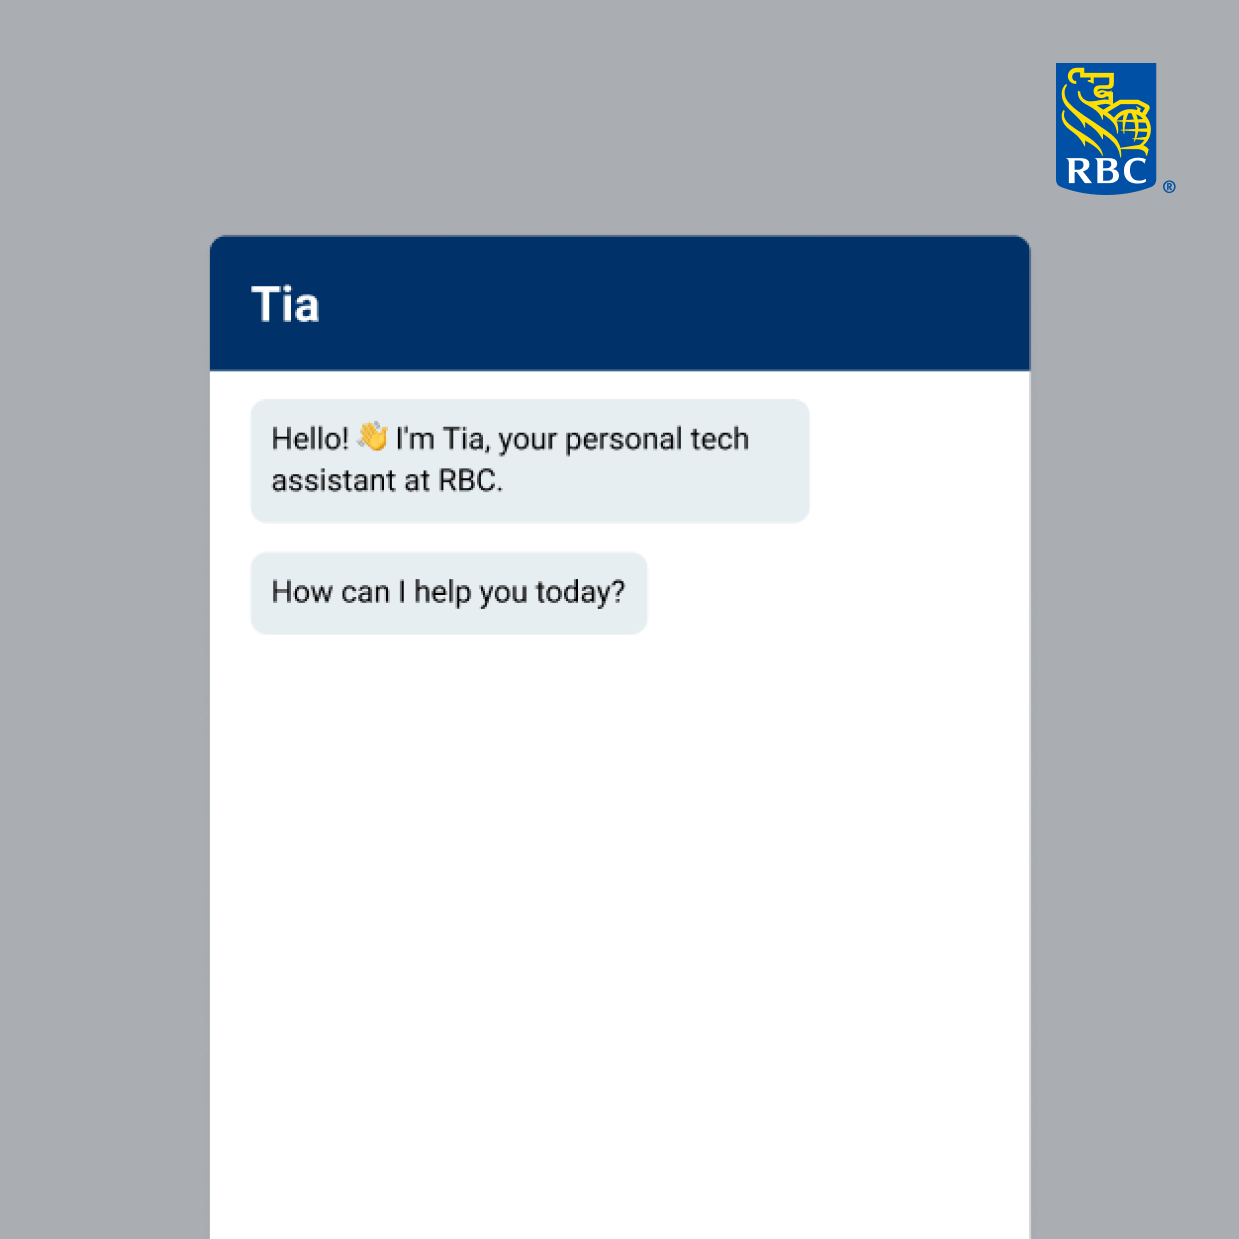 RBC
®
Tia
Hello! 👋 I'm Tia, your personal tech
assistant at RBC.
How can I help you today?